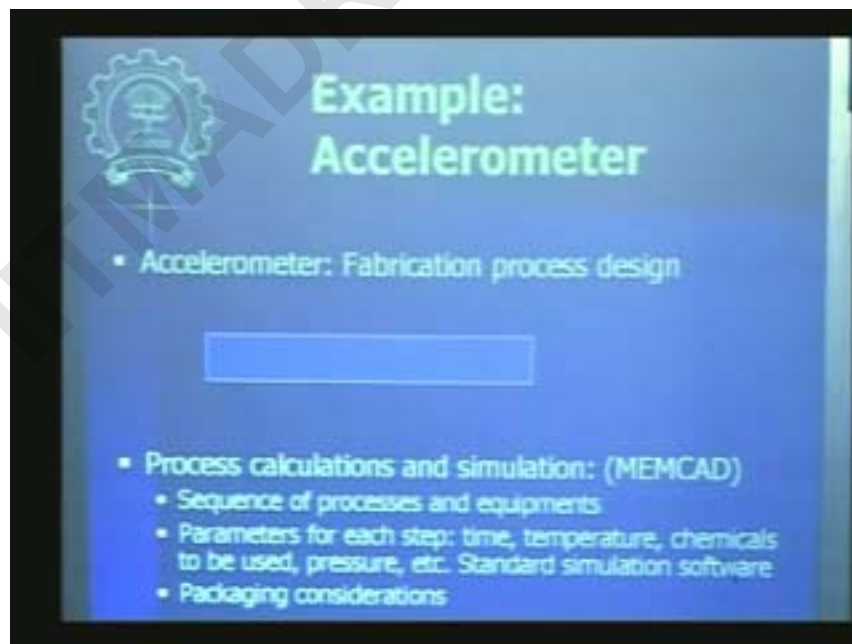 Example:
Accelerometer
▪ Accelerometer: Fabrication process design
▪ Process calculations and simulation: (MEMCAD)
▪ Sequence of processes and equipments
▪ Parameters for each step: time, temperature, chemicals
to be used, pressure, etc. Standard simulation software
▪ Packaging considerations